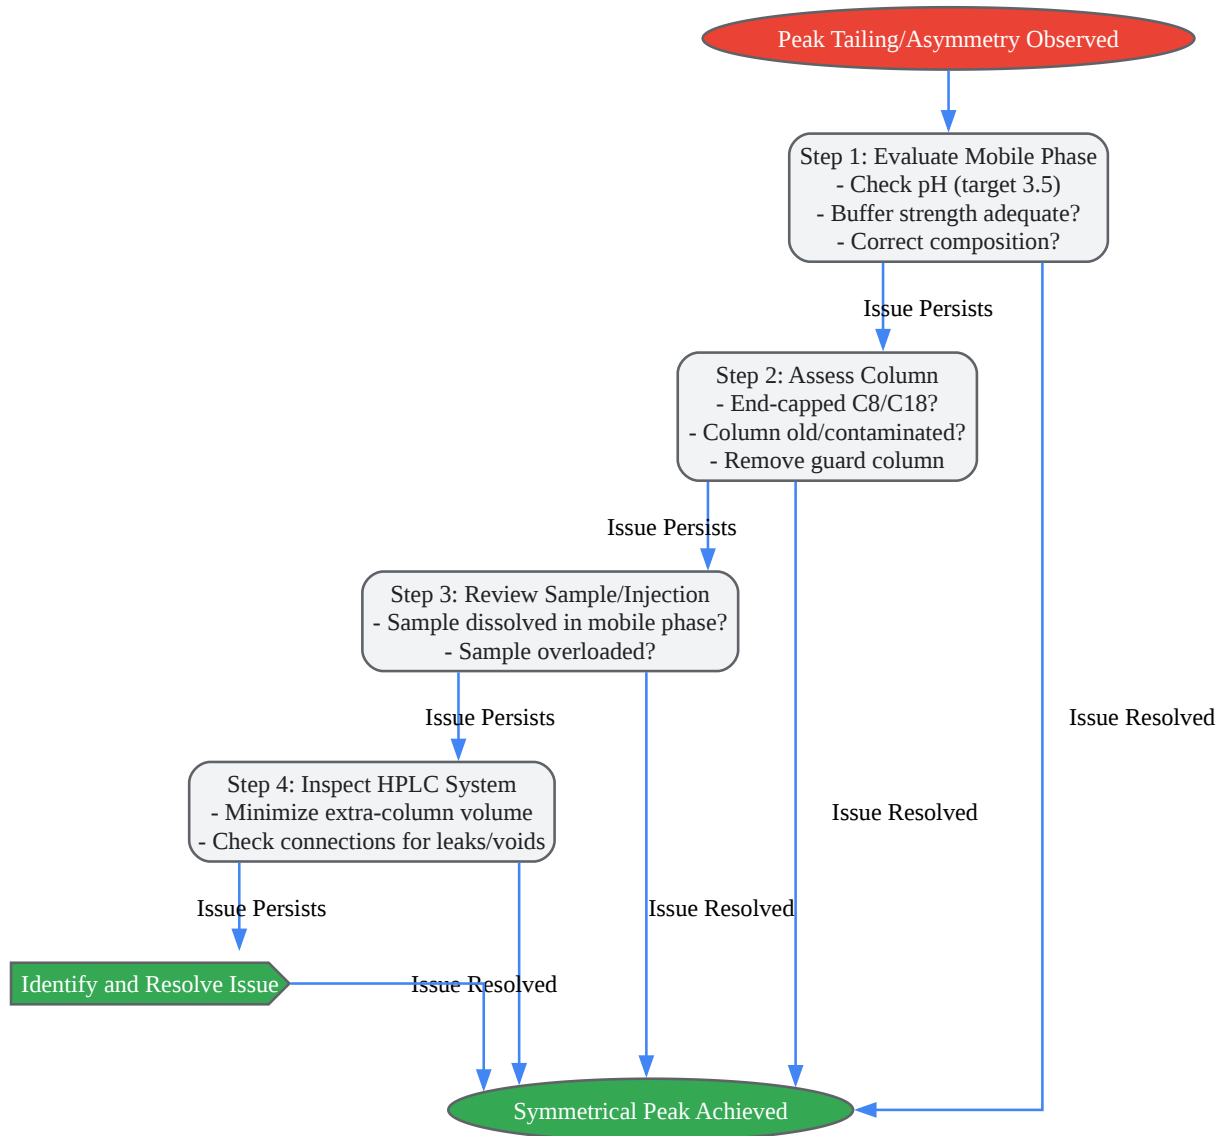 Peak Tailing/Asymmetry Observed
Step 1: Evaluate Mobile Phase
- Check pH (target 3.5)
- Buffer strength adequate?
- Correct composition?
Issue Persists
Step 2: Assess Column
- End-capped C8/C18?
- Column old/contaminated?
- Remove guard column
Issue Persists
Step 3: Review Sample/Injection
- Sample dissolved in mobile phase?
- Sample overloaded?
Issue Persists
Issue Resolved
Step 4: Inspect HPLC System
- Minimize extra-column volume
- Check connections for leaks/voids
Issue Resolved
Issue Persists
Issue Resolved
Identify and Resolve Issue
Issue Resolved
Symmetrical Peak Achieved